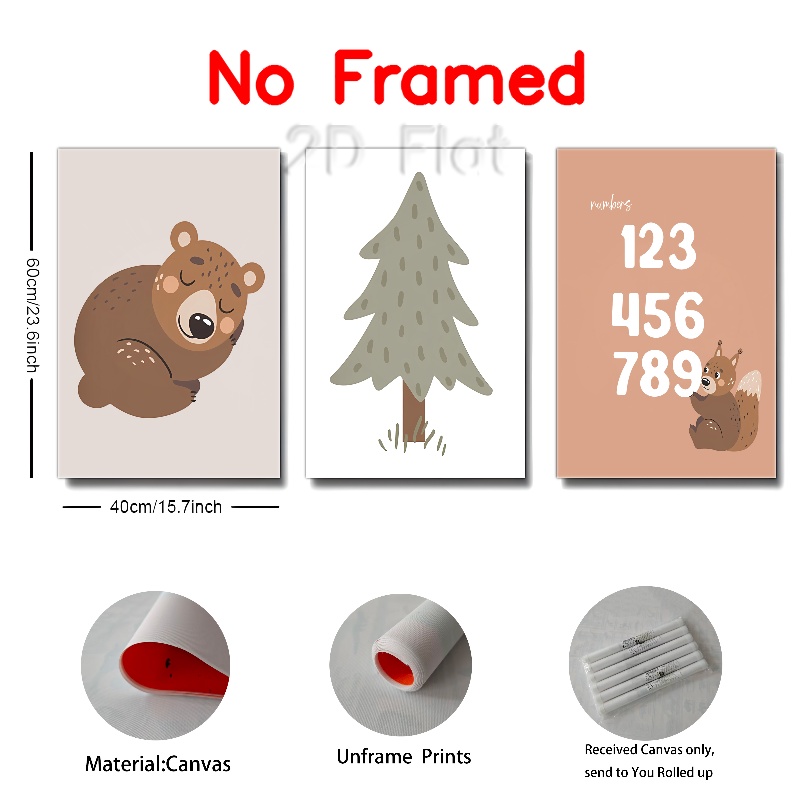 No Framed
2D Flat
60cm/23.6inch
numbers
123
456
789
40cm/15.7inch
Material:Canvas
Unframe Prints
Received Canvas only,
send to You Rolled up